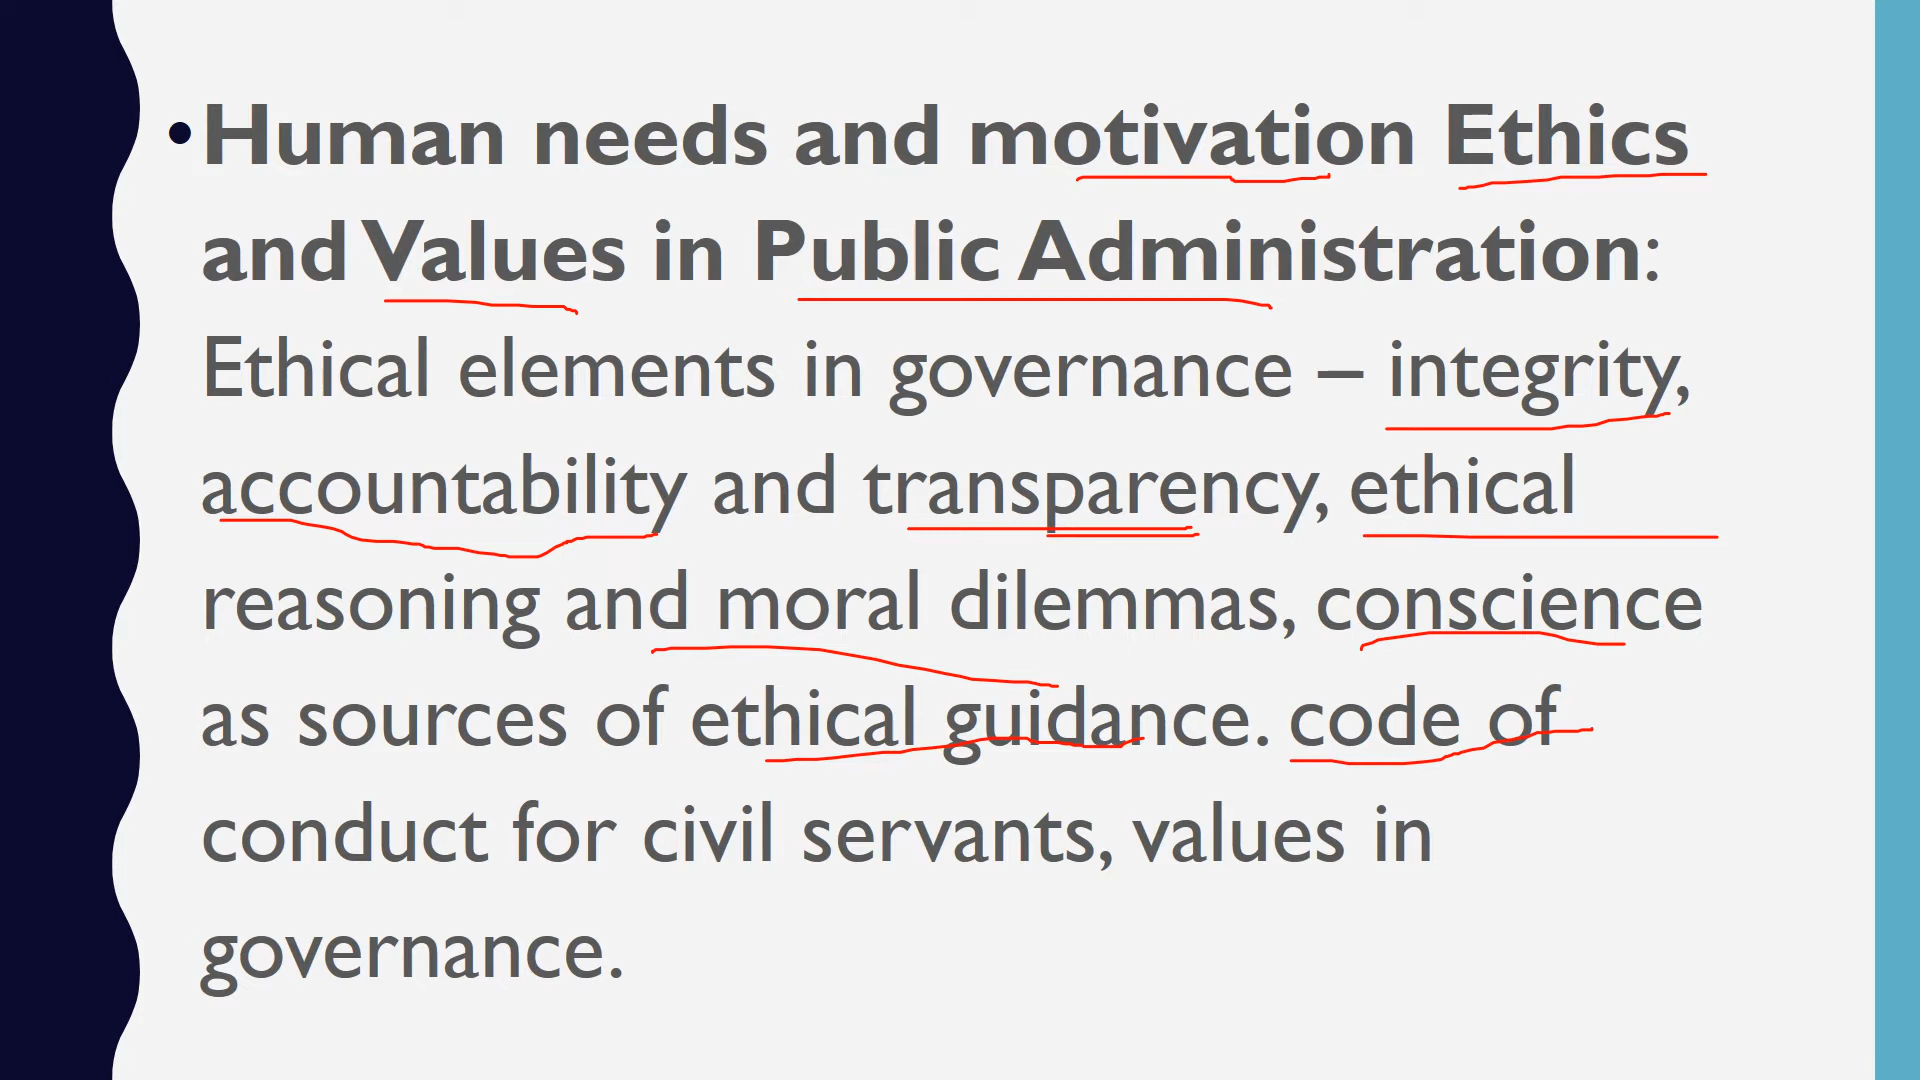 •Human needs and motivation Ethics
and Values in Public Administration:
Ethical elements in governance – integrity,
accountability and transparency, ethical
reasoning and moral dilemmas, conscience
as sources of ethical guidance. code of
conduct for civil servants, values in
governance.